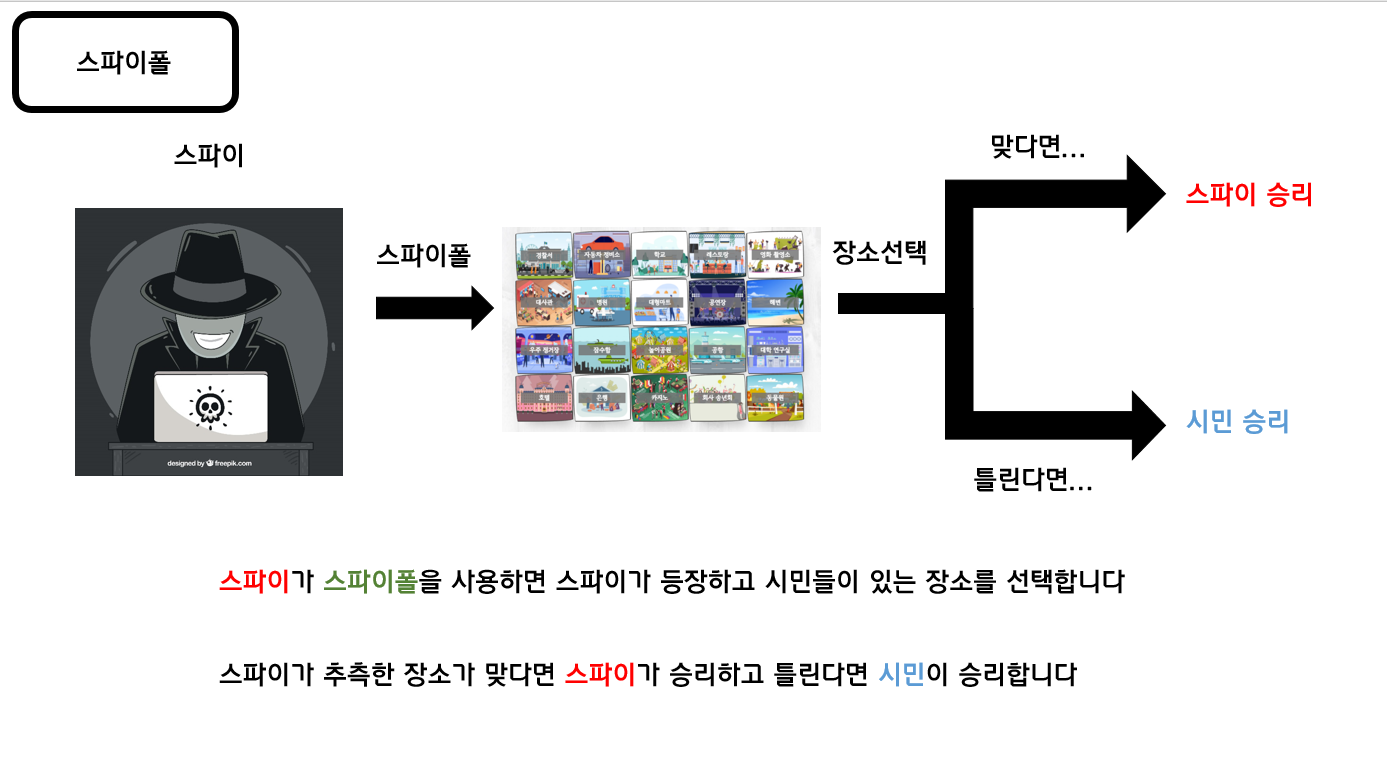 스파이폴
스파이
맞다면...
스파이 승리
스파이폴
장소선택
경찰서
자동차 정비소
학교
레스토랑
영화 촬영소
대사관
병원
대형마트
공연장
해변
우주 정거장
잠수함
놀이공원
공항
대학 연구실
호텔
은행
카지노
회사 송년회
동물원
designed by freepik.com
시민 승리
틀린다면...
스파이가 스파이폴을 사용하면 스파이가 등장하고 시민들이 있는 장소를 선택합니다
스파이가 추측한 장소가 맞다면 스파이가 승리하고 틀린다면 시민이 승리합니다